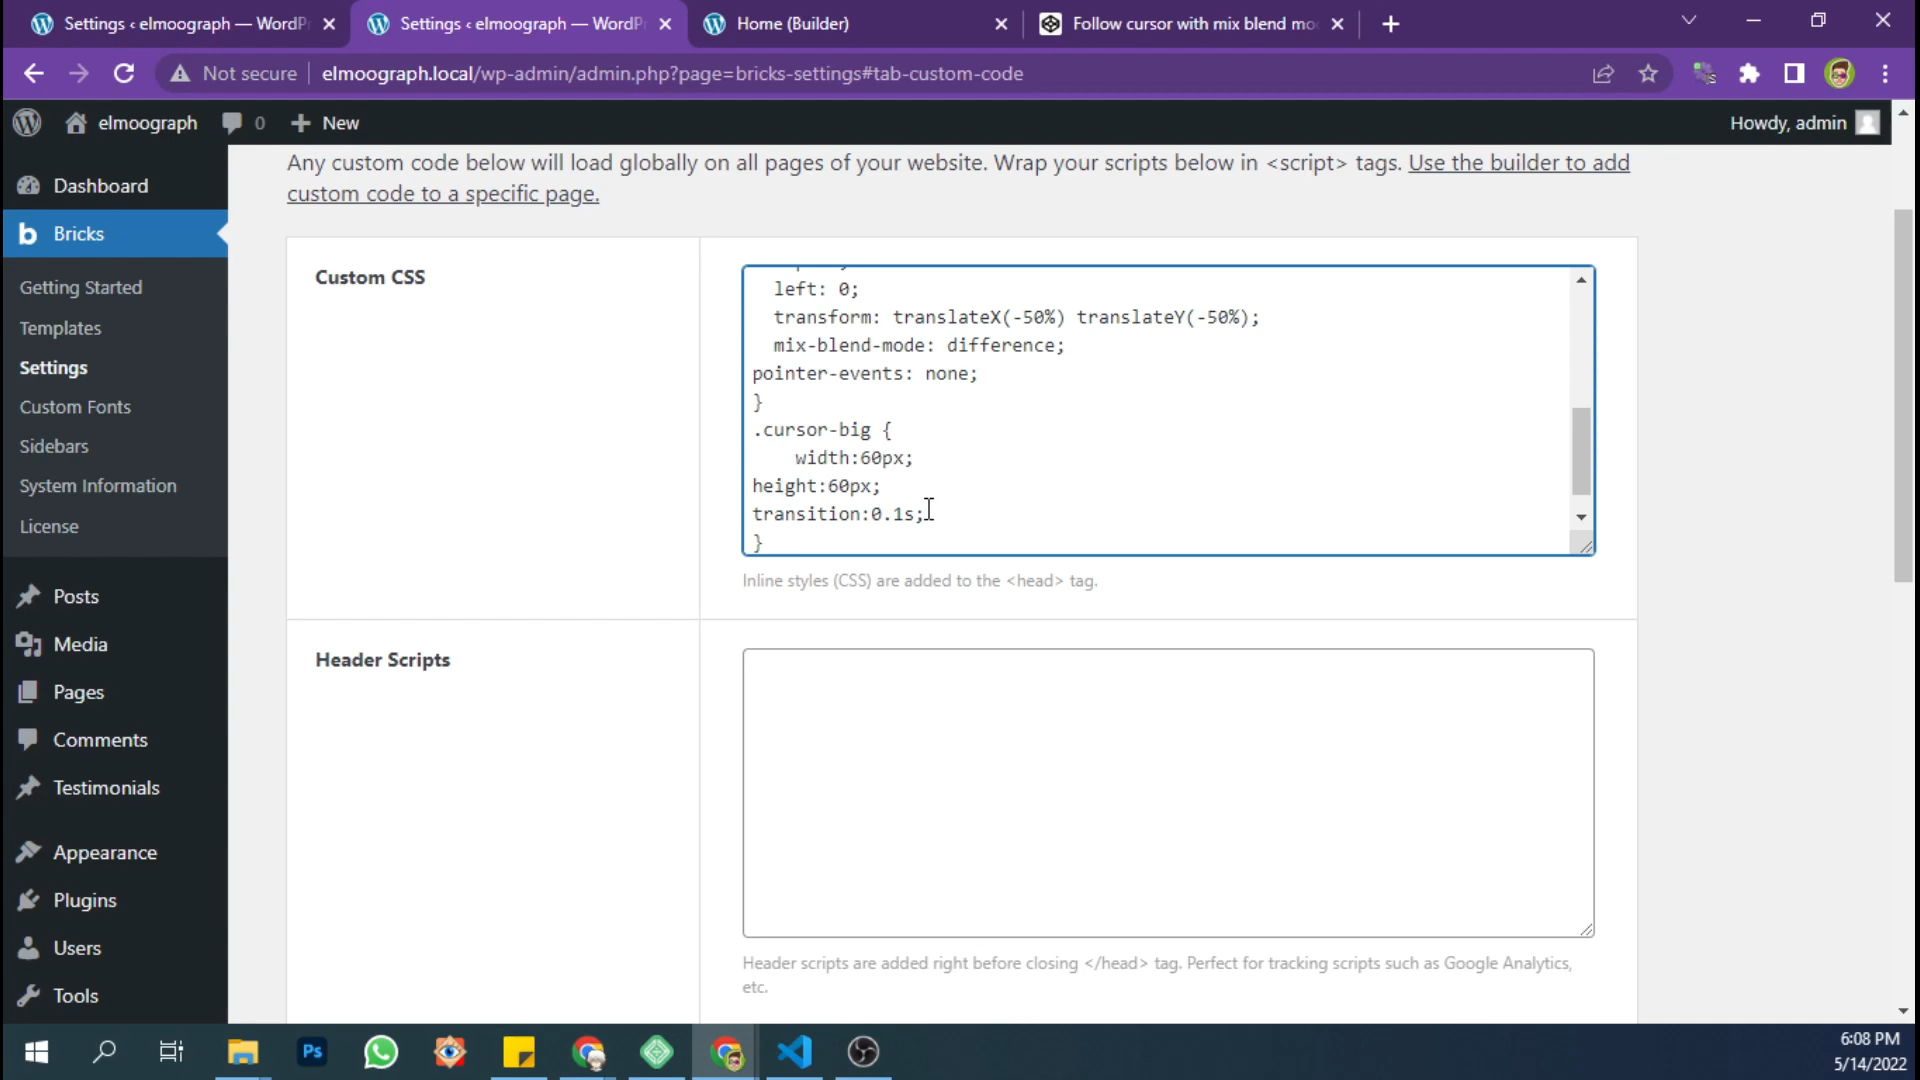 Settings ‹ elmoograph — WordPr
Settings ‹ elmoograph — WordPr
Home (Builder)
Follow cursor with mix blend mo
Not secure
elmoograph.local/wp-admin/admin.php?page=bricks-settings#tab-custom-code
elmoograph
0
New
Howdy, admin
Dashboard
Bricks
Getting Started
Templates
Settings
Custom Fonts
Sidebars
System Information
License
Posts
Media
Pages
Comments
Testimonials
Appearance
Plugins
Users
Tools
Any custom code below will load globally on all pages of your website. Wrap your scripts below in <script> tags. Use the builder to add
custom code to a specific page.
Custom CSS
left: 0;
transform: translateX(-50%) translateY(-50%);
mix-blend-mode: difference;
pointer-events: none;
}
.cursor-big {
width:60px;
height:60px;
transition:0.1s;
}
Inline styles (CSS) are added to the <head> tag.
Header Scripts
Header scripts are added right before closing </head> tag. Perfect for tracking scripts such as Google Analytics,
etc.
Ps
6:08 PM
5/14/2022